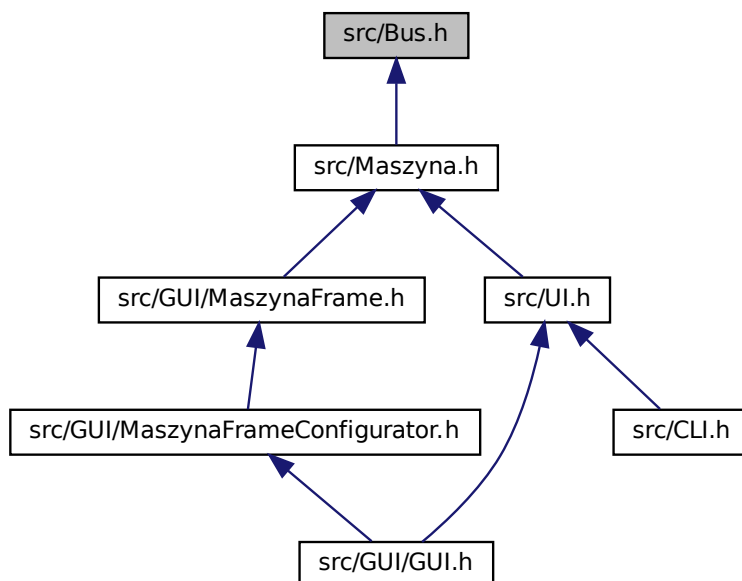 src/Bus.h
src/Maszyna.h
src/GUI/MaszynaFrame.h
src/UI.h
src/GUI/MaszynaFrameConfigurator.h
src/CLI.h
src/GUI/GUI.h